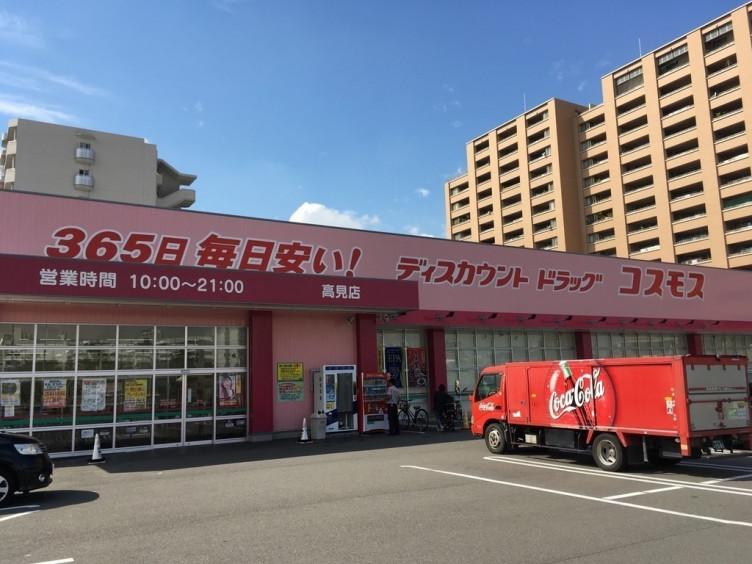 365日 毎日安い! ディスカウント ドラッグ コスモス
営業時間 10:00~21:00 高見店
Coca-Cola